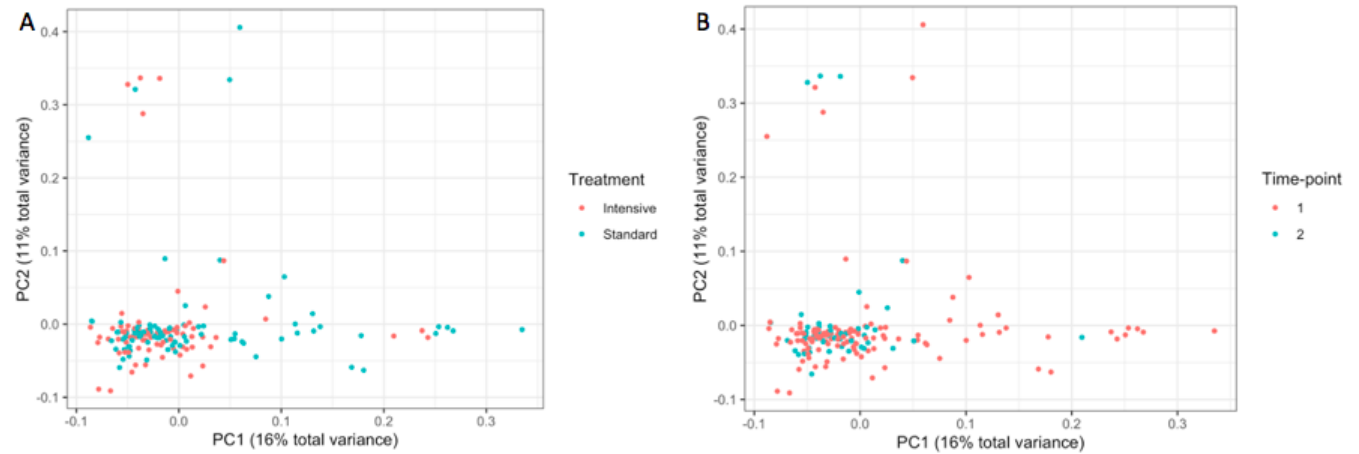 A
0.4
0.3
0.2
0.1
0.0
-0.1
-0.1
0.0
0.1
0.2
0.3
PC2 (11% total variance)
PC1 (16% total variance)
Treatment
Intensive
Standard
B
0.4
0.3
0.2
0.1
0.0
-0.1
-0.1
0.0
0.1
0.2
0.3
PC2 (11% total variance)
PC1 (16% total variance)
Time-point
1
2